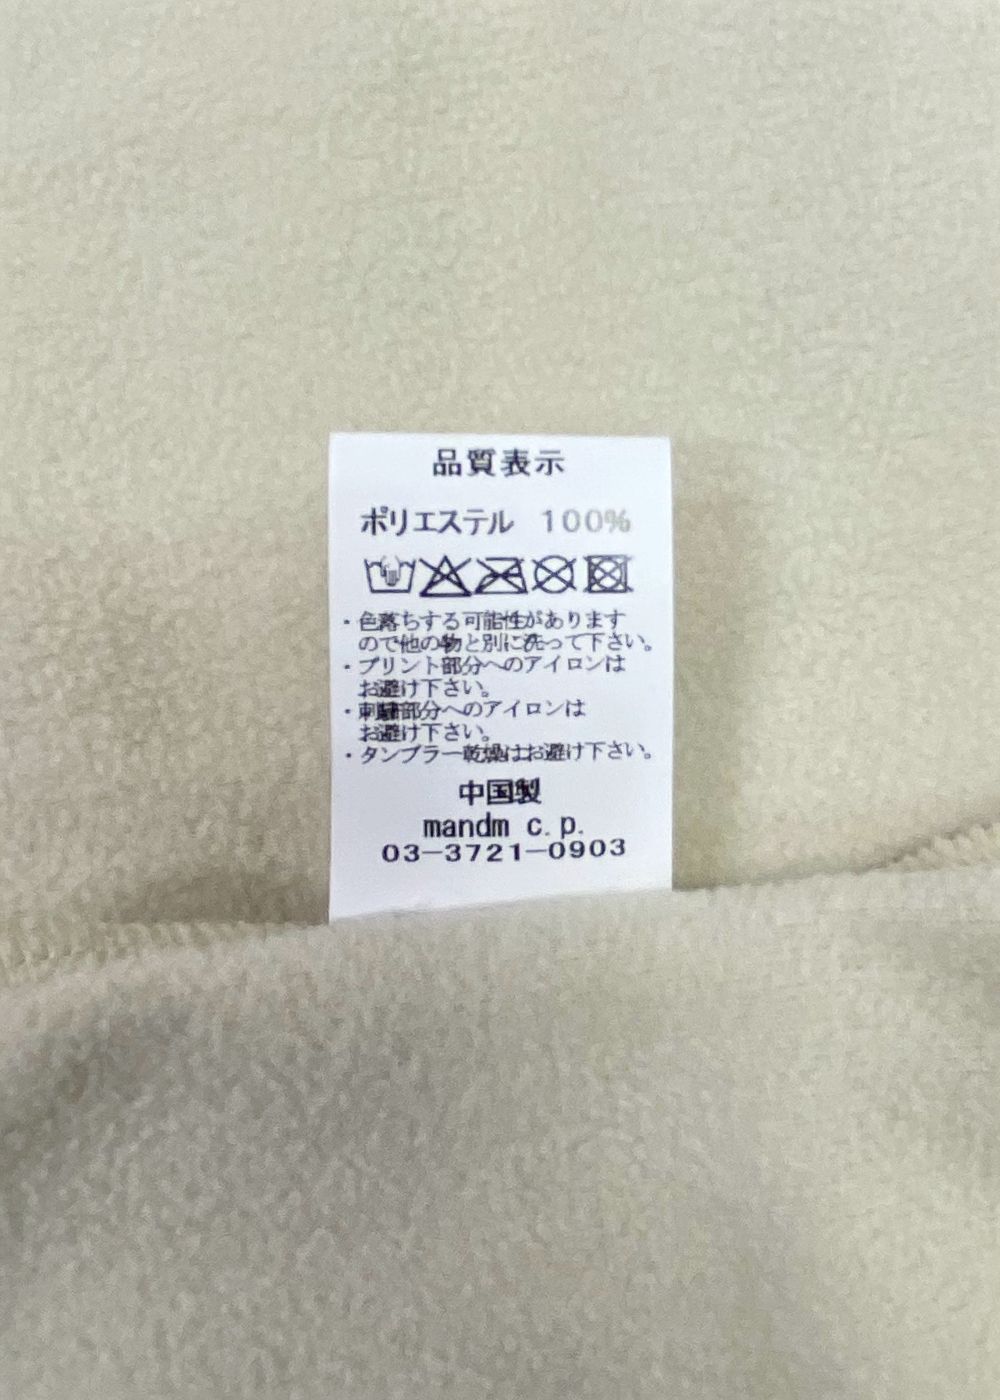 品質表示
ポリエステル 100%
・色落ちする可能性があります
ので他の物と別に洗って下さい。
・プリント部分へのアイロンは
お避け下さい。
・刺繍部分へのアイロンは
お避け下さい。
・タンブラー乾燥はお避け下さい。
中国製
mandm c.p.
03-3721-0903